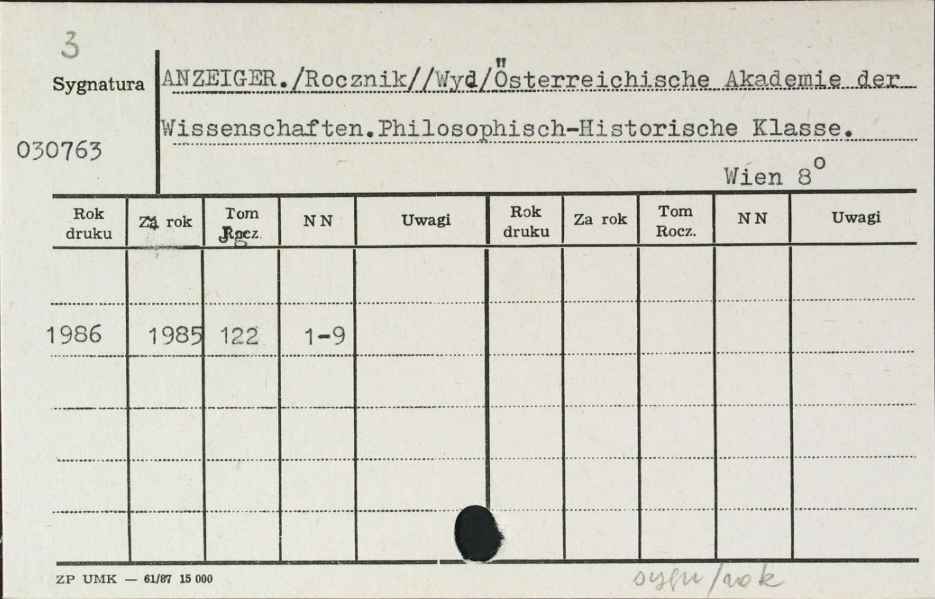 3
Sygnatura
ANZEIGER./Rocznik//Wyd/Österreichische Akademie der
Wissenschaften.Philosophisch-Historische Klasse.
030763
Wien 8º
Rok druku Za rok Tom Rocz. N N Uwagi Rok druku Za rok Tom Rocz. N N Uwagi
1986 1985 122 1-9
ZP UMK — 61/87 15 000
sygn/rok